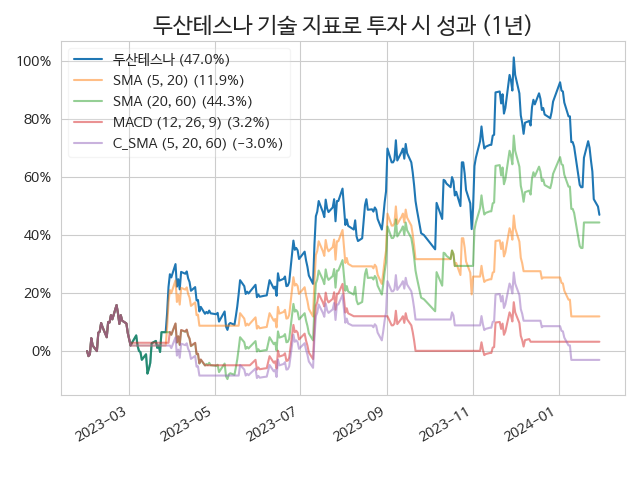 두산테스나 기술 지표로 투자 시 성과 (1년)
두산테스나 (47.0%)
SMA (5, 20) (11.9%)
SMA (20, 60) (44.3%)
MACD (12, 26, 9) (3.2%)
C_SMA (5, 20, 60) (−3.0%)
100%
80%
60%
40%
20%
0%
2023-03
2023-05
2023-07
2023-09
2023-11
2024-01